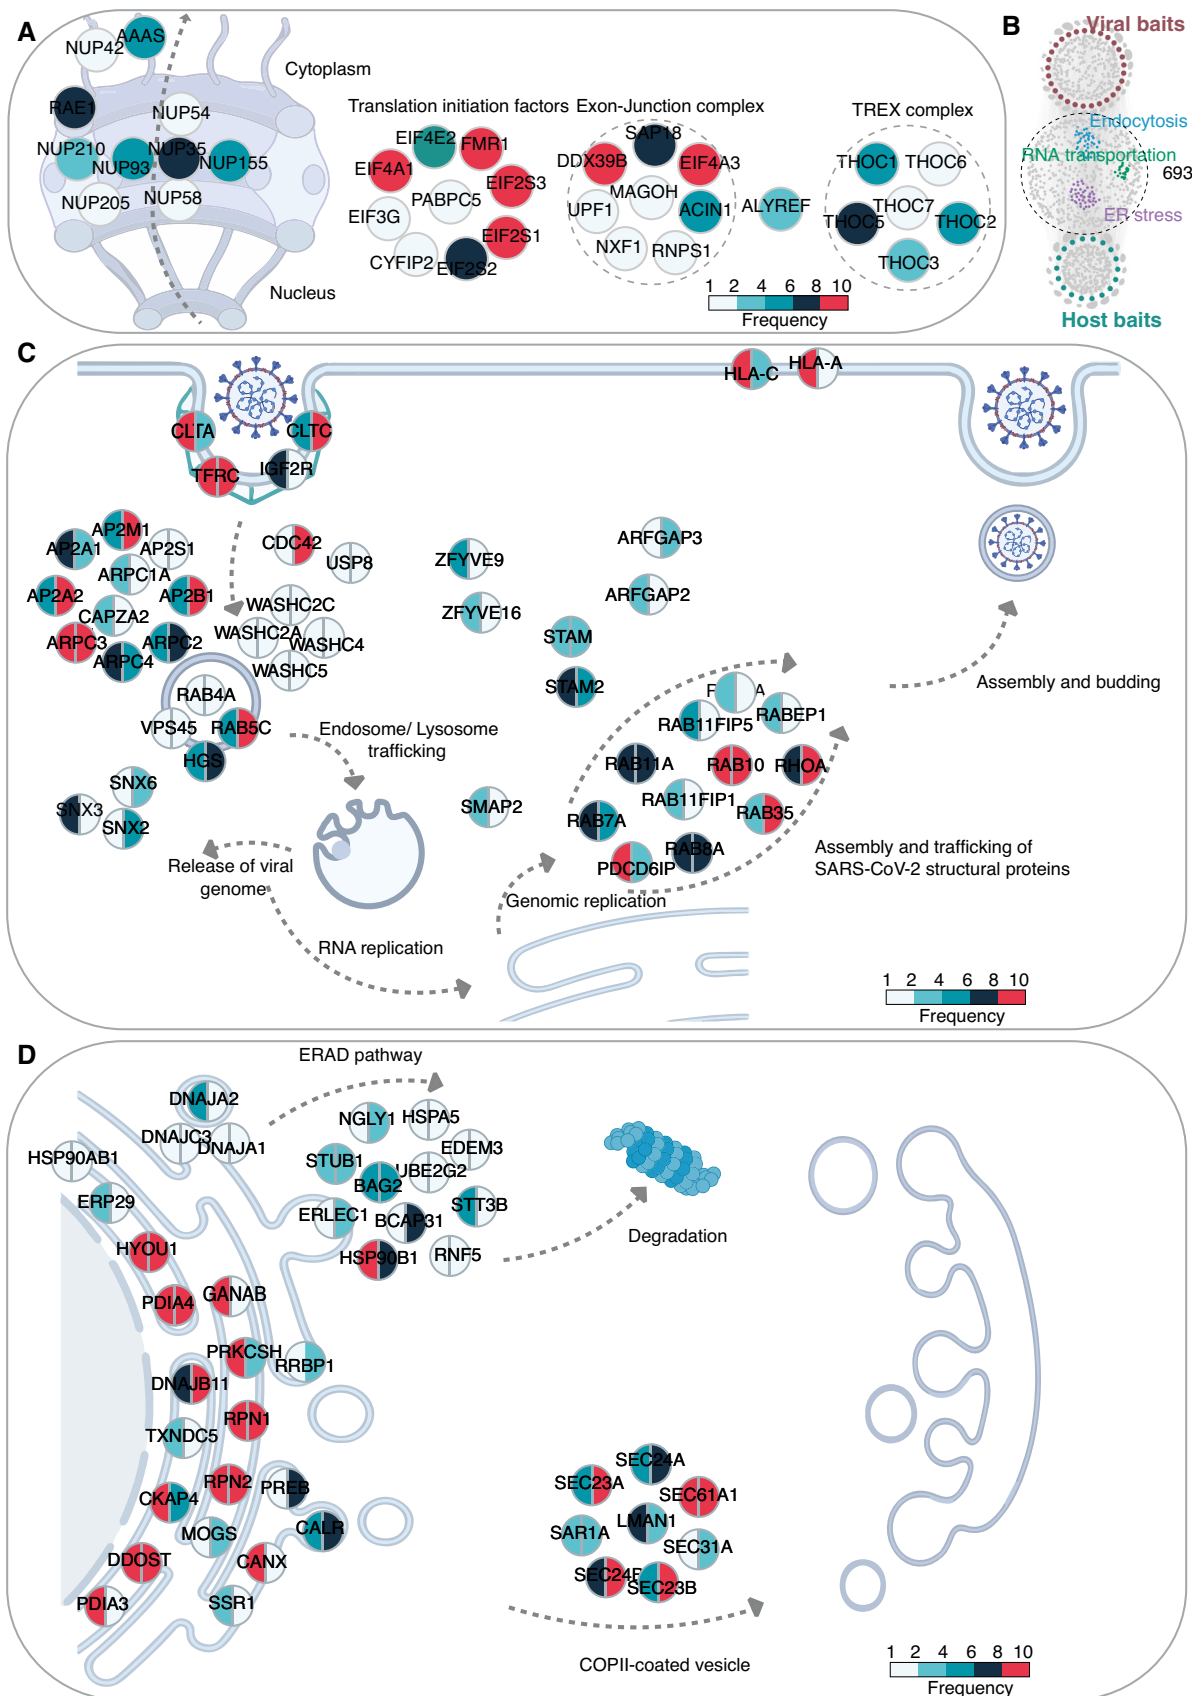 A
NUP42
AAAS
Cytoplasm
RAE1
NUP54
NUP210
NUP93
NUP35
NUP155
NUP205
NUP58
Nucleus
Translation initiation factors
EIF4E2
FMR1
EIF4A1
EIF2S3
PABPC5
EIF3G
EIF2S1
CYFIP2
EIF2S2
Exon-Junction complex
SAP18
DDX39B
EIF4A3
MAGOH
UPF1
ACIN1
NXF1
RNPS1
ALYREF
TREX complex
THOC1
THOC6
THOC7
THOC5
THOC2
THOC3
1 2 4 6 8 10
Frequency
B
Viral baits
Endocytosis
RNA transportation
693
ER stress
Host baits
C
HLA-C
HLA-A
CLTA
CLTC
TFRC
IGF2R
AP2M1
AP2A1
AP2S1
ARPC1A
AP2A2
AP2B1
CAPZA2
ARPC3
ARPC2
ARPC4
CDC42
USP8
WASHC2C
WASHC2A
WASHC4
WASHC5
RAB4A
VPS45
RAB5C
HGS
SNX6
SNX3
SNX2
Endosome/ Lysosome
trafficking
Release of viral
genome
RNA replication
ZFYVE9
ZFYVE16
STAM
STAM2
ARFGAP3
ARFGAP2
SMAP2
RAB11FIP5
RABEP1
RAB11A
RAB10
RHOA
RAB11FIP1
RAB35
RAB7A
RAB8A
PDCD6IP
Genomic replication
Assembly and budding
Assembly and trafficking of
SARS-CoV-2 structural proteins
1 2 4 6 8 10
Frequency
D
ERAD pathway
DNAJA2
DNAJC3
DNAJA1
HSP90AB1
ERP29
HYOU1
PDIA4
GANAB
PRKCSH
RRBP1
DNAJB11
RPN1
TXNDC5
RPN2
PREB
CKAP4
MOGS
CALR
DDOST
CANX
PDIA3
SSR1
NGLY1
HSPA5
EDEM3
STUB1
UBE2G2
BAG2
STT3B
ERLEC1
BCAP31
HSP90B1
RNF5
Degradation
SEC24A
SEC23A
SEC61A1
LMAN1
SAR1A
SEC31A
SEC23B
COPII-coated vesicle
1 2 4 6 8 10
Frequency